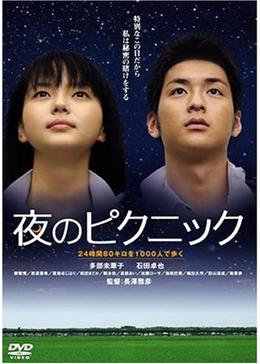 特別なこの日だから
私は秘密の賭けをする
夜のピクニック
24時間80キロを1000人で歩く
多部未華子 石田卓也
監督:長澤雅彦
DVD
VIDEO